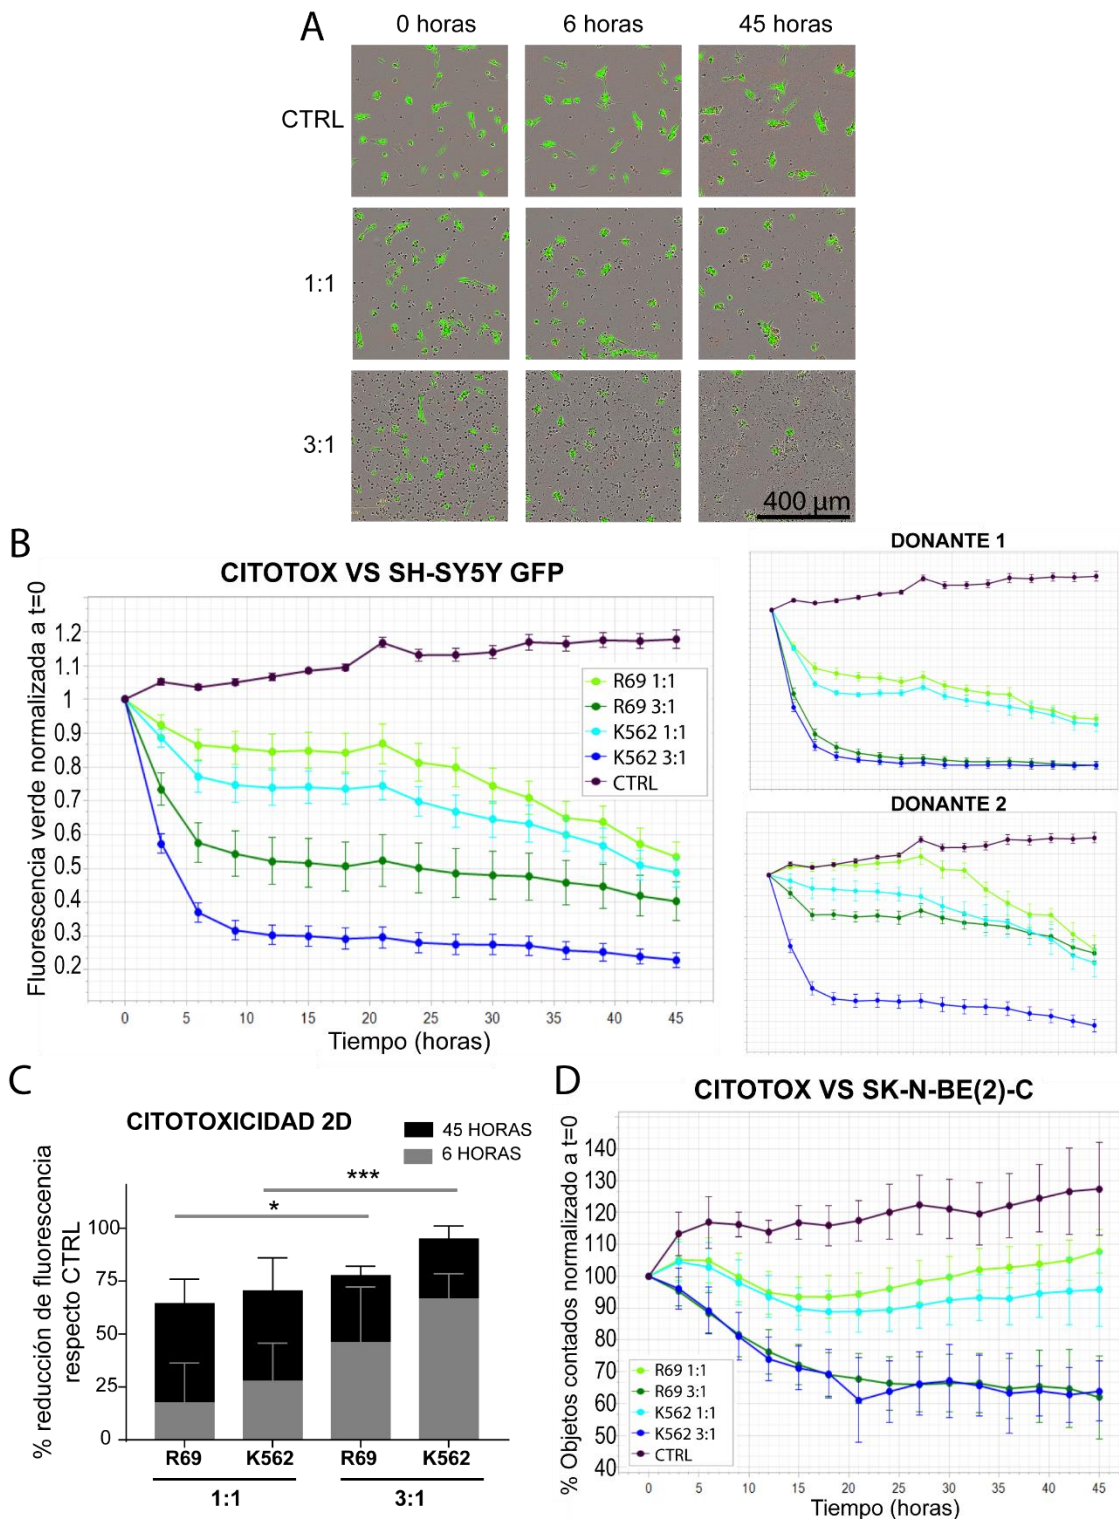 A
0 horas
6 horas
45 horas
CTRL
1:1
3:1
400 µm
B
CITOTOX VS SH-SY5Y GFP
Fluorescencia verde normalizada a t=0
1.2
1.1
1
0.9
0.8
0.7
0.6
0.5
0.4
0.3
0.2
R69 1:1
R69 3:1
K562 1:1
K562 3:1
CTRL
0
5
10
15
20
25
30
35
40
45
Tiempo (horas)
DONANTE 1
DONANTE 2
C
CITOTOXICIDAD 2D
45 HORAS
6 HORAS
% reducción de fluorescencia
respecto CTRL
100
75
50
25
0
***
*
R69
K562
R69
K562
1:1
3:1
D
CITOTOX VS SK-N-BE(2)-C
% Objetos contados normalizado a t=0
140
130
120
110
100
90
80
70
60
50
40
R69 1:1
R69 3:1
K562 1:1
K562 3:1
CTRL
0
5
10
15
20
25
30
35
40
45
Tiempo (horas)